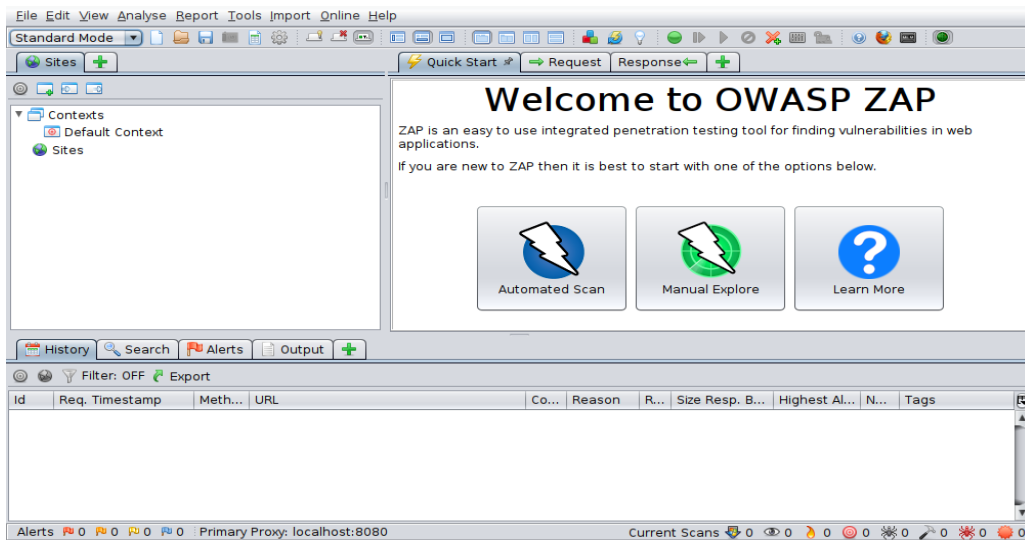 File Edit View Analyse Report Tools Import Online Help
Standard Mode
Sites
Quick Start Request Response
Contexts
Default Context
Sites
Welcome to OWASP ZAP
ZAP is an easy to use integrated penetration testing tool for finding vulnerabilities in web
applications.
If you are new to ZAP then it is best to start with one of the options below.
Automated Scan Manual Explore Learn More
History Search Alerts Output
Filter: OFF Export
Id Req. Timestamp Meth... URL Co... Reason R... Size Resp. B... Highest Al... N... Tags
Alerts 0 0 0 0 Primary Proxy: localhost:8080 Current Scans 0 0 0 0 0 0 0 0